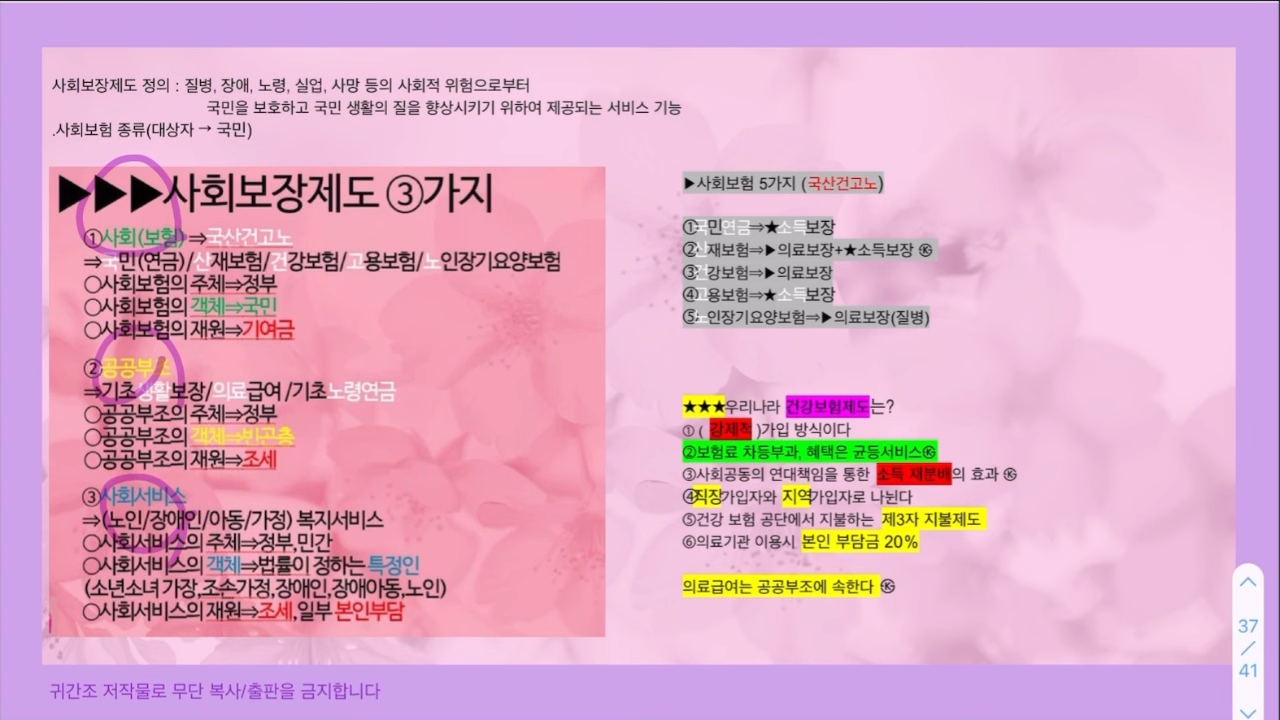 사회보장제도 정의 : 질병, 장애, 노령, 실업, 사망 등의 사회적 위험으로부터
국민을 보호하고 국민 생활의 질을 향상시키기 위하여 제공되는 서비스 기능
.사회보험 종류(대상자 → 국민)
▶▶▶사회보장제도 ③가지
①사회(보험) ⇒국산건고노
⇒국민(연금)/산재보험/건강보험/고용보험/노인장기요양보험
○사회보험의 주체⇒정부
○사회보험의 객체⇒국민
○사회보험의 재원⇒기여금
②공공부조
⇒기초생활보장/의료급여 /기초노령연금
○공공부조의 주체⇒정부
○공공부조의 객체⇒빈곤층
○공공부조의 재원⇒조세
③사회서비스
⇒(노인/장애인/아동/가정) 복지서비스
○사회서비스의 주체⇒정부,민간
○사회서비스의 객체⇒법률이 정하는 특정인
(소년소녀 가장,조손가정,장애인,장애아동,노인)
○사회서비스의 재원⇒조세,일부 본인부담
▶사회보험 5가지 (국산건고노)
①국민연금⇒★소득보장
②산재보험⇒▶의료보장+★소득보장 ㉿
③건강보험⇒▶의료보장
④고용보험⇒★소득보장
⑤노인장기요양보험⇒▶의료보장(질병)
★★★우리나라 건강보험제도는?
① ( 강제적 )가입 방식이다
②보험료 차등부과, 혜택은 균등서비스㉿
③사회공동의 연대책임을 통한 소득 재분배의 효과 ㉿
④직장가입자와 지역가입자로 나뉜다
⑤건강 보험 공단에서 지불하는 제3자 지불제도
⑥의료기관 이용시 본인 부담금 20%
의료급여는 공공부조에 속한다 ㉿
37
/
41
귀간조 저작물로 무단 복사/출판을 금지합니다